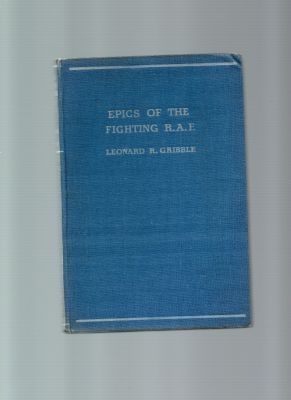 EPICS OF THE
FIGHTING R.A.F.
LEONARD R. GRIBBLE